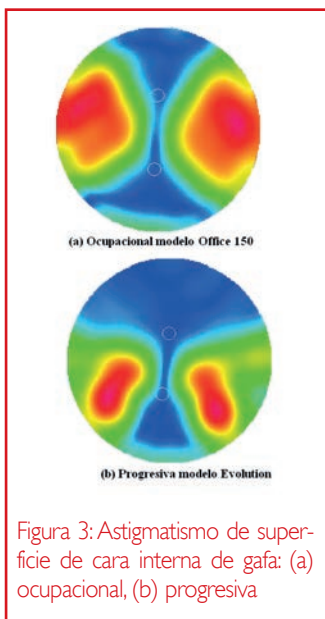 (a) Ocupacional modelo Office 150
(b) Progresiva modelo Evolution
Figura 3: Astigmatismo de super-
ficie de cara interna de gafa: (a)
ocupacional, (b) progresiva